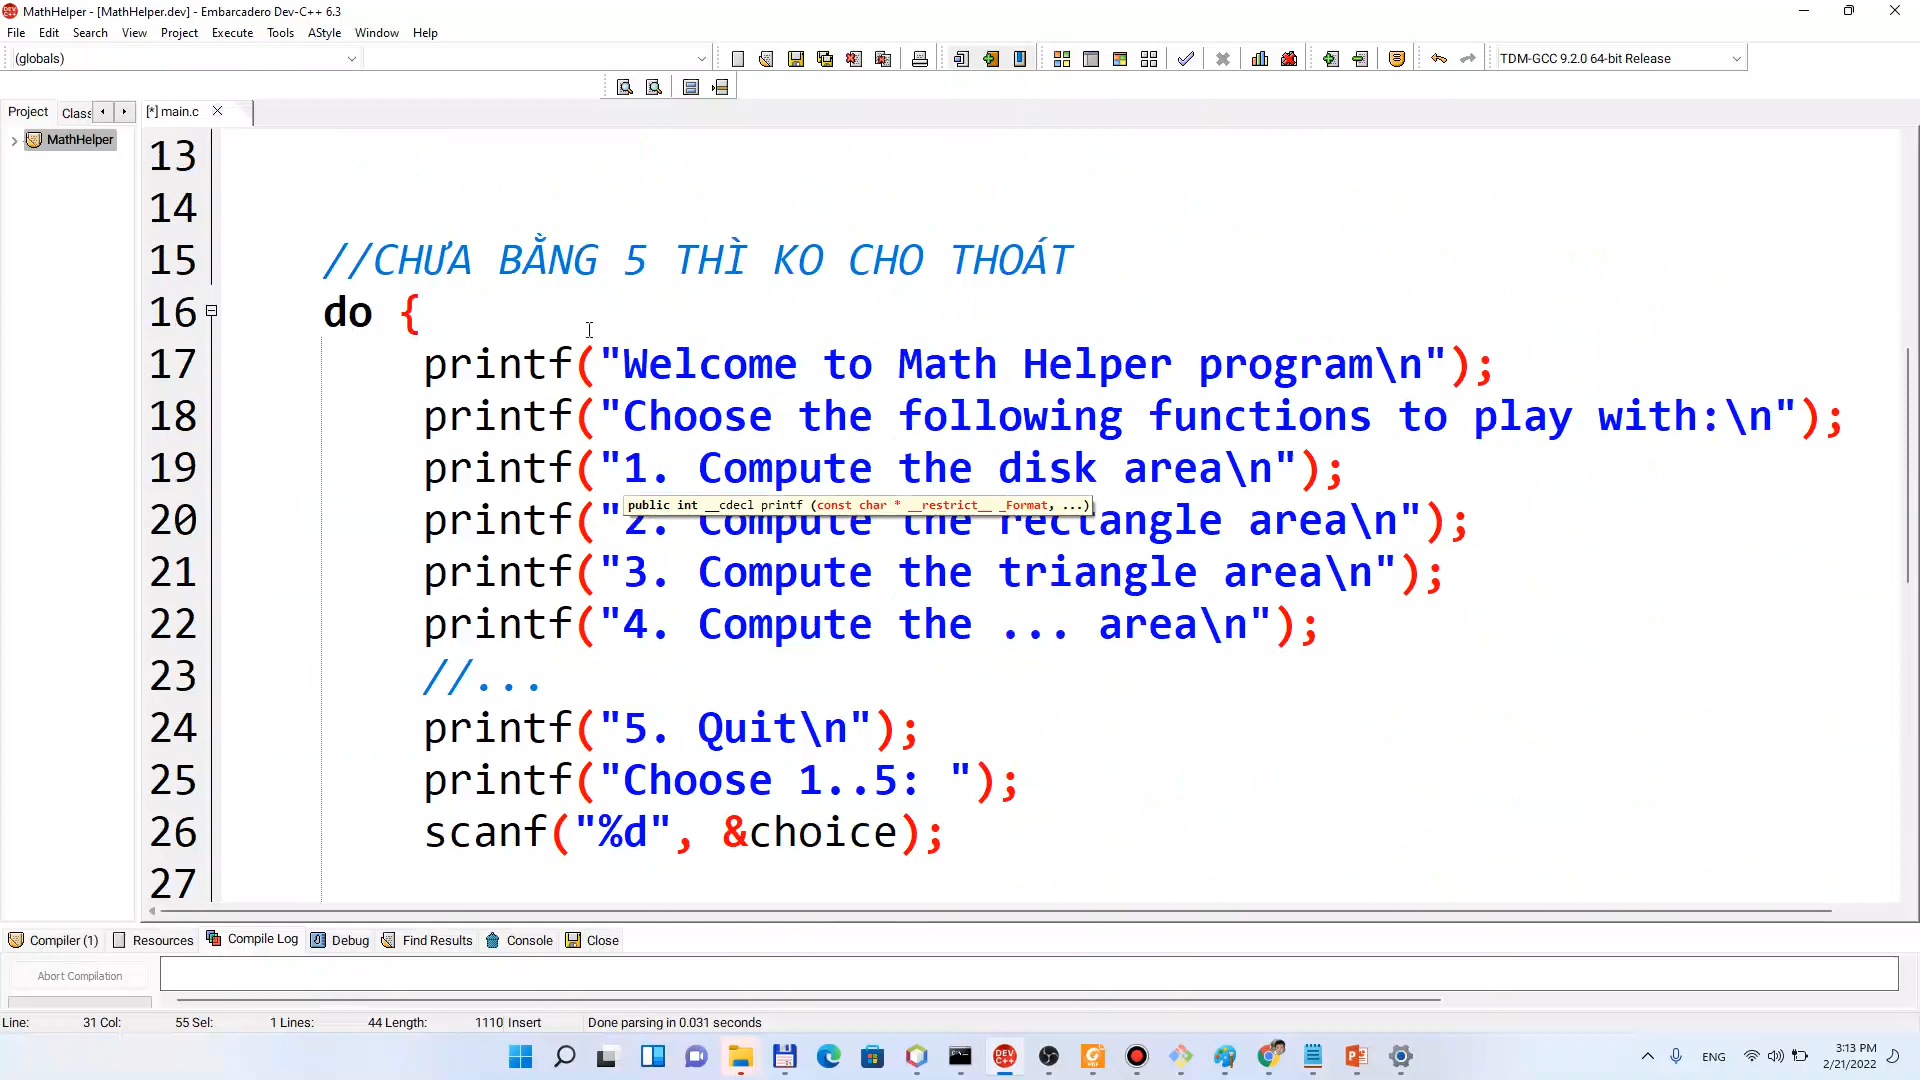 MathHelper - [MathHelper.dev] - Embarcadero Dev-C++ 6.3
File Edit Search View Project Execute Tools AStyle Window Help
(globals)
TDM-GCC 9.2.0 64-bit Release
Project Class [*] main.c
MathHelper
13
14
15 //CHƯA BẰNG 5 THÌ KO CHO THOÁT
16 do {
17 printf("Welcome to Math Helper program\n");
18 printf("Choose the following functions to play with:\n");
19 printf("1. Compute the disk area\n");
public int __cdecl printf (const char * __restrict__ _Format, ...)
20 printf("2. Compute the rectangle area\n");
21 printf("3. Compute the triangle area\n");
22 printf("4. Compute the ... area\n");
23 //...
24 printf("5. Quit\n");
25 printf("Choose 1..5: ");
26 scanf("%d", &choice);
27
Compiler (1) Resources Compile Log Debug Find Results Console Close
Abort Compilation
Line: 31 Col: 55 Sel: 1 Lines: 44 Length: 1110 Insert Done parsing in 0.031 seconds
ENG 3:13 PM
2/21/2022